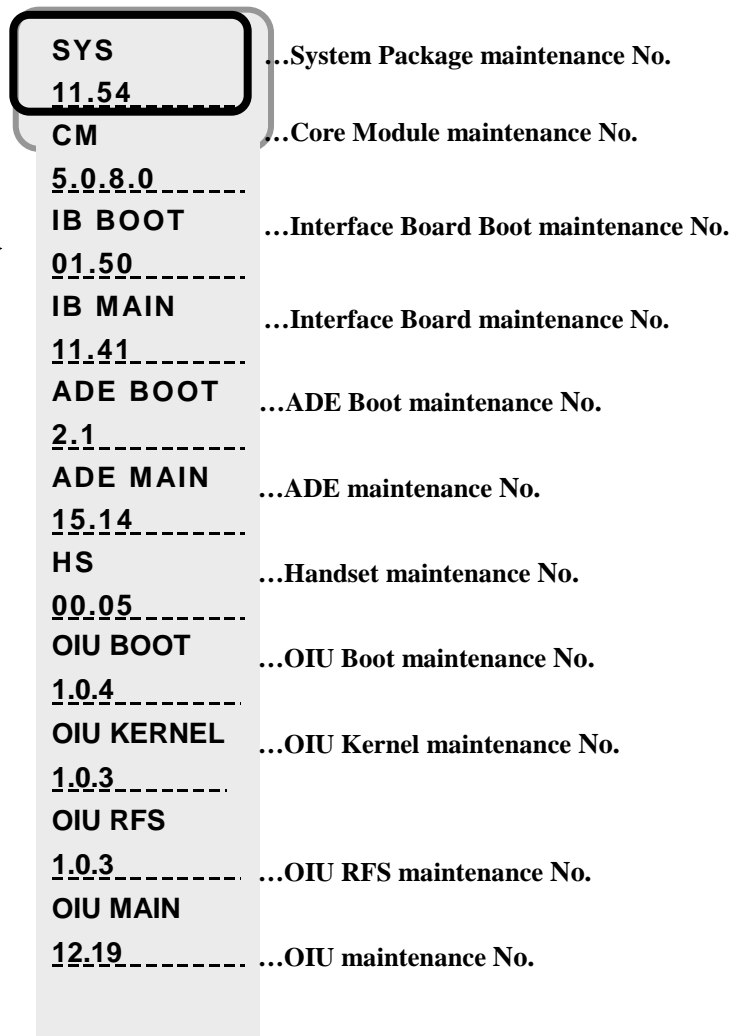 SYS …System Package maintenance No.
11.54
CM …Core Module maintenance No.
5.0.8.0
IB BOOT …Interface Board Boot maintenance No.
01.50
IB MAIN …Interface Board maintenance No.
11.41
ADE BOOT …ADE Boot maintenance No.
2.1
ADE MAIN …ADE maintenance No.
15.14
HS …Handset maintenance No.
00.05
OIU BOOT …OIU Boot maintenance No.
1.0.4
OIU KERNEL …OIU Kernel maintenance No.
1.0.3
OIU RFS
1.0.3 …OIU RFS maintenance No.
OIU MAIN
12.19 …OIU maintenance No.